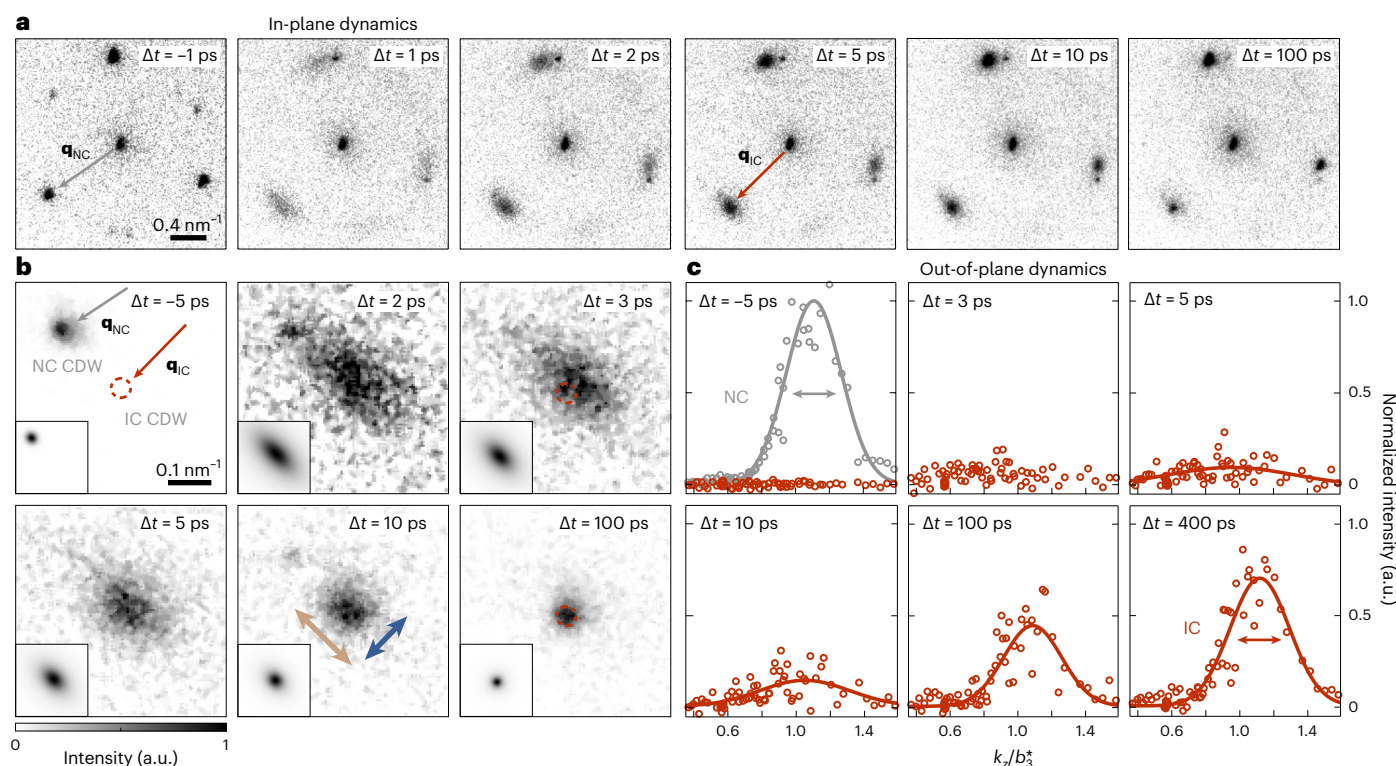 a
In-plane dynamics
Δt = −1 ps
Δt = 1 ps
Δt = 2 ps
Δt = 5 ps
Δt = 10 ps
Δt = 100 ps
qNC
qIC
0.4 nm−1
b
c
Out-of-plane dynamics
Δt = −5 ps
Δt = 2 ps
Δt = 3 ps
qNC
NC CDW
qIC
IC CDW
0.1 nm−1
Δt = −5 ps
Δt = 3 ps
Δt = 5 ps
NC
1.0
0.5
0
Δt = 5 ps
Δt = 10 ps
Δt = 100 ps
Δt = 10 ps
Δt = 100 ps
Δt = 400 ps
IC
1.0
0.5
0
Normalized intensity (a.u.)
0 1
Intensity (a.u.)
0.6 1.0 1.4
0.6 1.0 1.4
0.6 1.0 1.4
kz/b3*